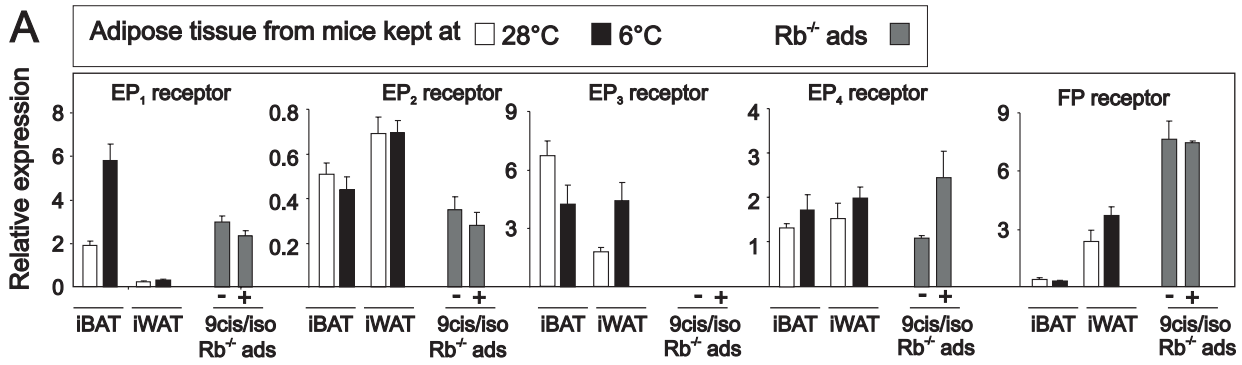 A
Adipose tissue from mice kept at 28°C 6°C Rb-/- ads
Relative expression
EP1 receptor
8
6
4
2
0
- +
iBAT iWAT 9cis/iso
Rb-/- ads
EP2 receptor
0.8
0.6
0.4
0.2
- +
iBAT iWAT 9cis/iso
Rb-/- ads
EP3 receptor
9
6
3
- +
iBAT iWAT 9cis/iso
Rb-/- ads
EP4 receptor
4
3
2
1
- +
iBAT iWAT 9cis/iso
Rb-/- ads
FP receptor
9
6
3
- +
iBAT iWAT 9cis/iso
Rb-/- ads